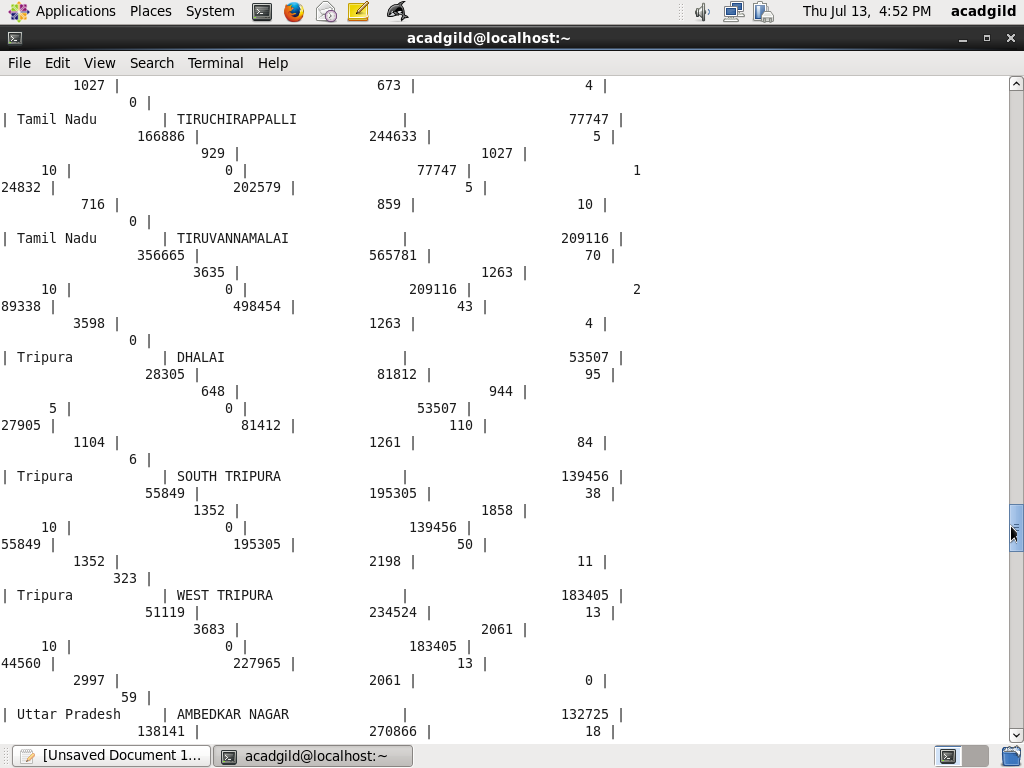 Applications Places System Thu Jul 13, 4:52 PM acadgild
acadgild@localhost:~
File Edit View Search Terminal Help
1027 | 673 | 4 |
0 |
| Tamil Nadu | TIRUCHIRAPPALLI | 77747 |
166886 | 244633 | 5 |
929 | 1027 |
10 | 0 | 77747 | 1
24832 | 202579 | 5 |
716 | 859 | 10 |
0 |
| Tamil Nadu | TIRUVANNAMALAI | 209116 |
356665 | 565781 | 70 |
3635 | 1263 |
10 | 0 | 209116 | 2
89338 | 498454 | 43 |
3598 | 1263 | 4 |
0 |
| Tripura | DHALAI | 53507 |
28305 | 81812 | 95 |
648 | 944 |
5 | 0 | 53507 |
27905 | 81412 | 110 |
1104 | 1261 | 84 |
6 |
| Tripura | SOUTH TRIPURA | 139456 |
55849 | 195305 | 38 |
1352 | 1858 |
10 | 0 | 139456 |
55849 | 195305 | 50 |
1352 | 2198 | 11 |
323 |
| Tripura | WEST TRIPURA | 183405 |
51119 | 234524 | 13 |
3683 | 2061 |
10 | 0 | 183405 |
44560 | 227965 | 13 |
2997 | 2061 | 0 |
59 |
| Uttar Pradesh | AMBEDKAR NAGAR | 132725 |
138141 | 270866 | 18 |
[Unsaved Document 1... acadgild@localhost:~